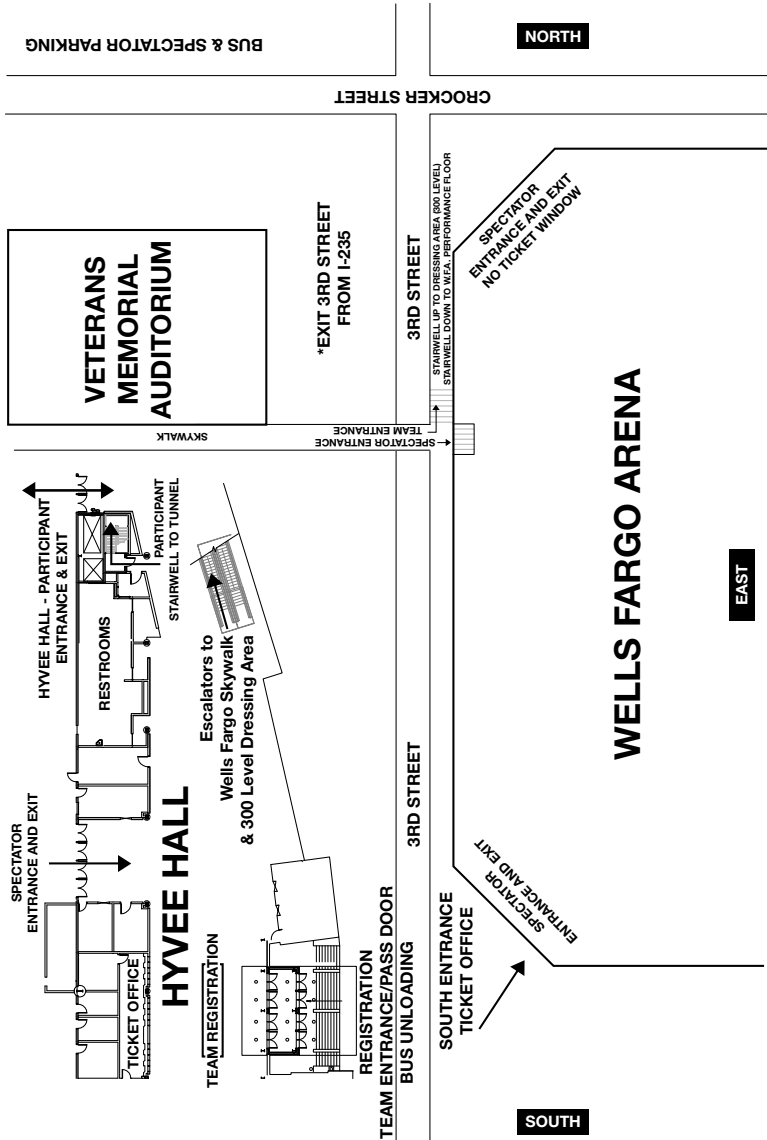 BUS & SPECTATOR PARKING
NORTH
CROCKER STREET
VETERANS
MEMORIAL
AUDITORIUM
*EXIT 3RD STREET
FROM I-235
3RD STREET
STAIRWELL UP TO DRESSING AREA (300 LEVEL)
STAIRWELL DOWN TO W.F.A. PERFORMANCE FLOOR
SPECTATOR
ENTRANCE AND EXIT
NO TICKET WINDOW
SKYWALK
SPECTATOR ENTRANCE
TEAM ENTRANCE
HYVEE HALL - PARTICIPANT
ENTRANCE & EXIT
PARTICIPANT
STAIRWELL TO TUNNEL
RESTROOMS
Escalators to
Wells Fargo Skywalk
& 300 Level Dressing Area
WELLS FARGO ARENA
EAST
SPECTATOR
ENTRANCE AND EXIT
HYVEE HALL
3RD STREET
SPECTATOR
ENTRANCE AND EXIT
TICKET OFFICE
TEAM REGISTRATION
REGISTRATION
TEAM ENTRANCE/PASS DOOR
BUS UNLOADING
SOUTH ENTRANCE
TICKET OFFICE
SOUTH